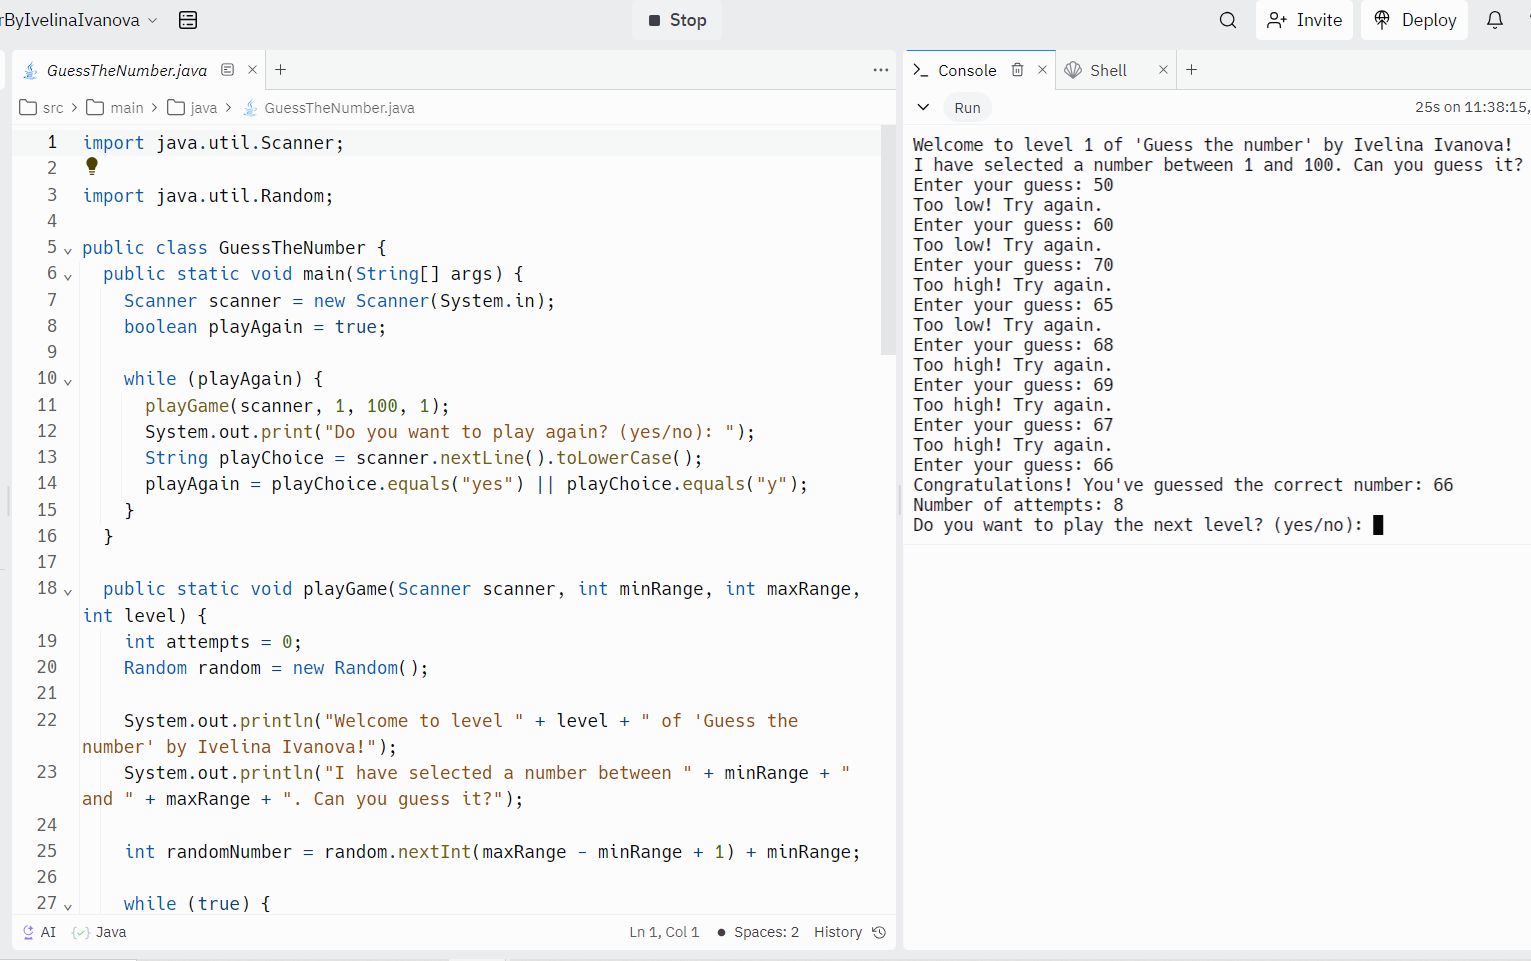 rByIvelinaIvanova
Stop
Invite
Deploy
GuessTheNumber.java
Console
Shell
src > main > java > GuessTheNumber.java
Run
25s on 11:38:15,
1 import java.util.Scanner;
2
3 import java.util.Random;
4
5 public class GuessTheNumber {
6 public static void main(String[] args) {
7 Scanner scanner = new Scanner(System.in);
8 boolean playAgain = true;
9
10 while (playAgain) {
11 playGame(scanner, 1, 100, 1);
12 System.out.print("Do you want to play again? (yes/no): ");
13 String playChoice = scanner.nextLine().toLowerCase();
14 playAgain = playChoice.equals("yes") || playChoice.equals("y");
15 }
16 }
17
18 public static void playGame(Scanner scanner, int minRange, int maxRange,
int level) {
19 int attempts = 0;
20 Random random = new Random();
21
22 System.out.println("Welcome to level " + level + " of 'Guess the
number' by Ivelina Ivanova!");
23 System.out.println("I have selected a number between " + minRange + "
and " + maxRange + ". Can you guess it?");
24
25 int randomNumber = random.nextInt(maxRange - minRange + 1) + minRange;
26
27 while (true) {
AI
Java
Ln 1, Col 1
Spaces: 2
History
Welcome to level 1 of 'Guess the number' by Ivelina Ivanova!
I have selected a number between 1 and 100. Can you guess it?
Enter your guess: 50
Too low! Try again.
Enter your guess: 60
Too low! Try again.
Enter your guess: 70
Too high! Try again.
Enter your guess: 65
Too low! Try again.
Enter your guess: 68
Too high! Try again.
Enter your guess: 69
Too high! Try again.
Enter your guess: 67
Too high! Try again.
Enter your guess: 66
Congratulations! You've guessed the correct number: 66
Number of attempts: 8
Do you want to play the next level? (yes/no):